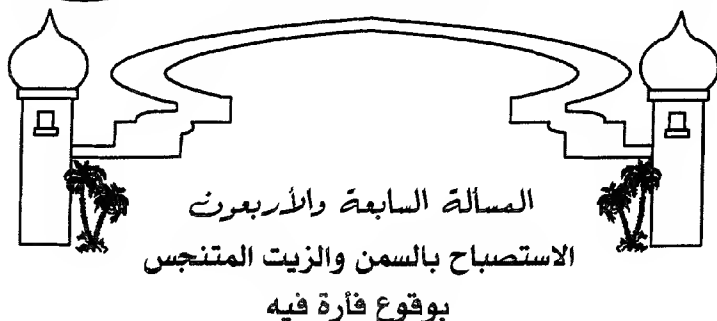 المسألة السابعة والأربعون
الاستصباح بالسمن والزيت المتنجس
بوقوع فأرة فيه